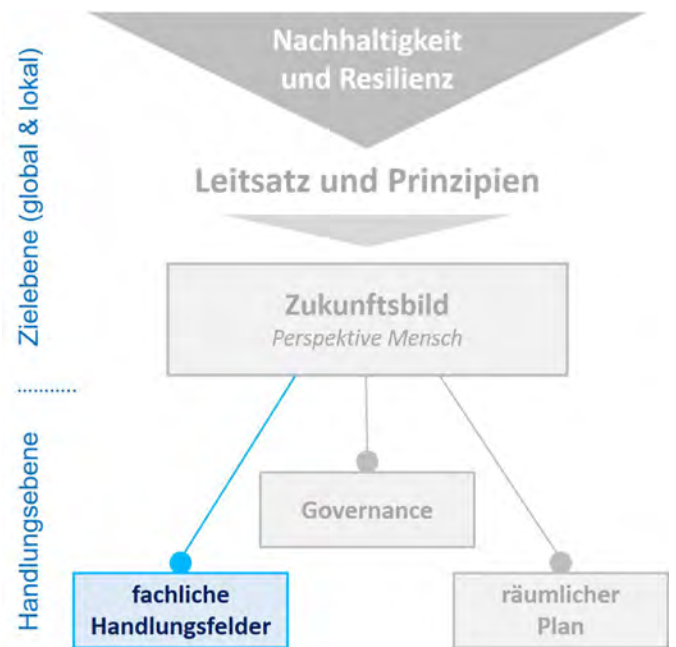 Nachhaltigkeit
und Resilienz
Leitsatz und Prinzipien
Zukunftsbild
Perspektive Mensch
Governance
fachliche
Handlungsfelder
räumlicher
Plan
Zielebene (global & lokal)
Handlungsebene